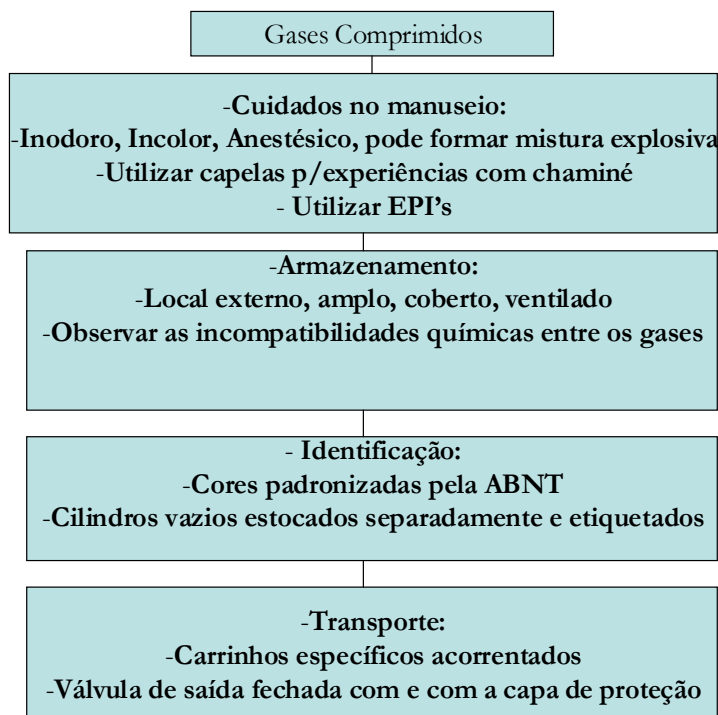 Gases Comprimidos
-Cuidados no manuseio:
-Inodoro, Incolor, Anestésico, pode formar mistura explosiva
-Utilizar capelas p/experiências com chaminé
- Utilizar EPI's
-Armazenamento:
-Local externo, amplo, coberto, ventilado
-Observar as incompatibilidades químicas entre os gases
- Identificação:
-Cores padronizadas pela ABNT
-Cilindros vazios estocados separadamente e etiquetados
-Transporte:
-Carrinhos específicos acorrentados
-Válvula de saída fechada com e com a capa de proteção